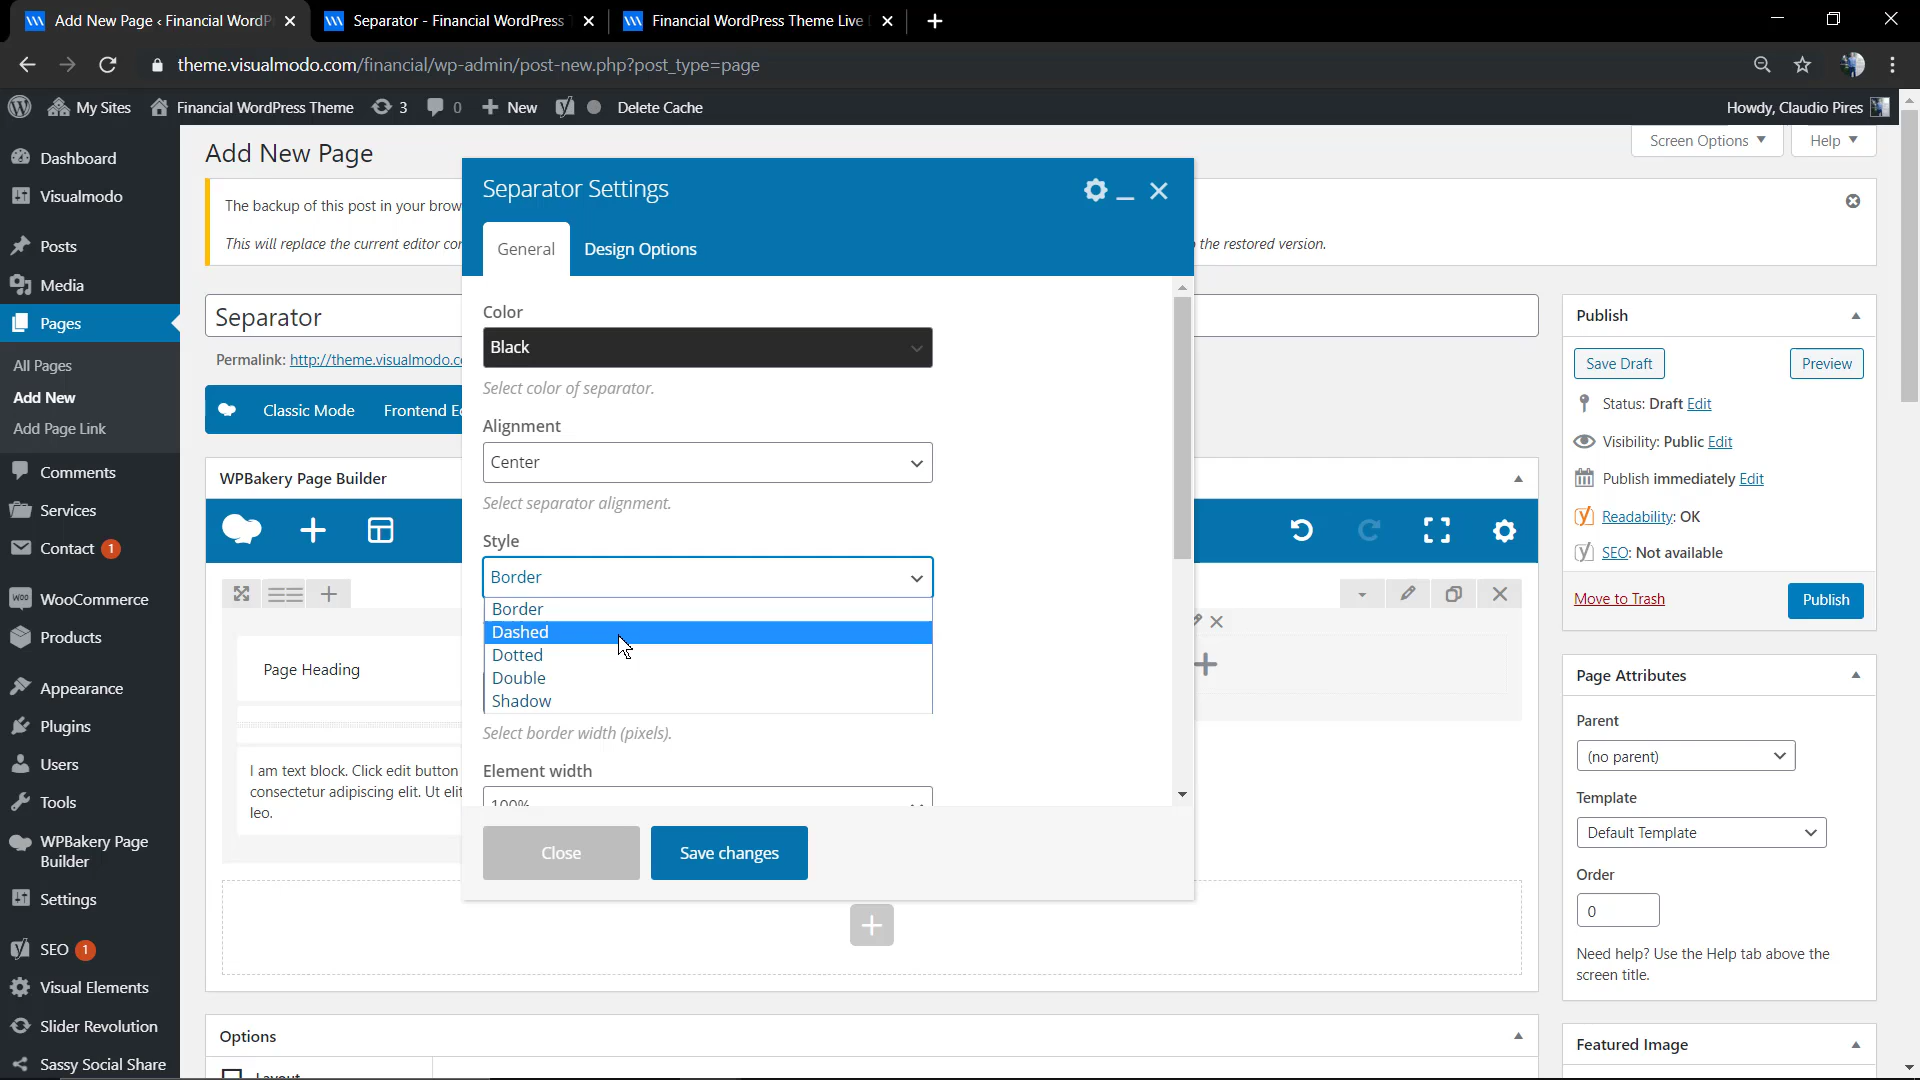 Add New Page ‹ Financial WordP
Separator - Financial WordPress
Financial WordPress Theme Live
theme.visualmodo.com/financial/wp-admin/post-new.php?post_type=page
My Sites
Financial WordPress Theme
3
0
New
Delete Cache
Howdy, Claudio Pires
Dashboard
Visualmodo
Posts
Media
Pages
All Pages
Add New
Add Page Link
Comments
Services
Contact 1
WooCommerce
Products
Appearance
Plugins
Users
Tools
WPBakery Page
Builder
Settings
SEO 1
Visual Elements
Slider Revolution
Sassy Social Share
Add New Page
Screen Options
Help
The backup of this post in your brow
This will replace the current editor co
the restored version.
Separator
Permalink: http://theme.visualmodo.c
Classic Mode
Frontend E
WPBakery Page Builder
Page Heading
I am text block. Click edit button
consectetur adipiscing elit. Ut elit
leo.
Options
Separator Settings
General
Design Options
Color
Black
Select color of separator.
Alignment
Center
Select separator alignment.
Style
Border
Border
Dashed
Dotted
Double
Shadow
Select border width (pixels).
Element width
100%
Close
Save changes
Publish
Save Draft
Preview
Status: Draft Edit
Visibility: Public Edit
Publish immediately Edit
Readability: OK
SEO: Not available
Move to Trash
Publish
Page Attributes
Parent
(no parent)
Template
Default Template
Order
0
Need help? Use the Help tab above the
screen title.
Featured Image